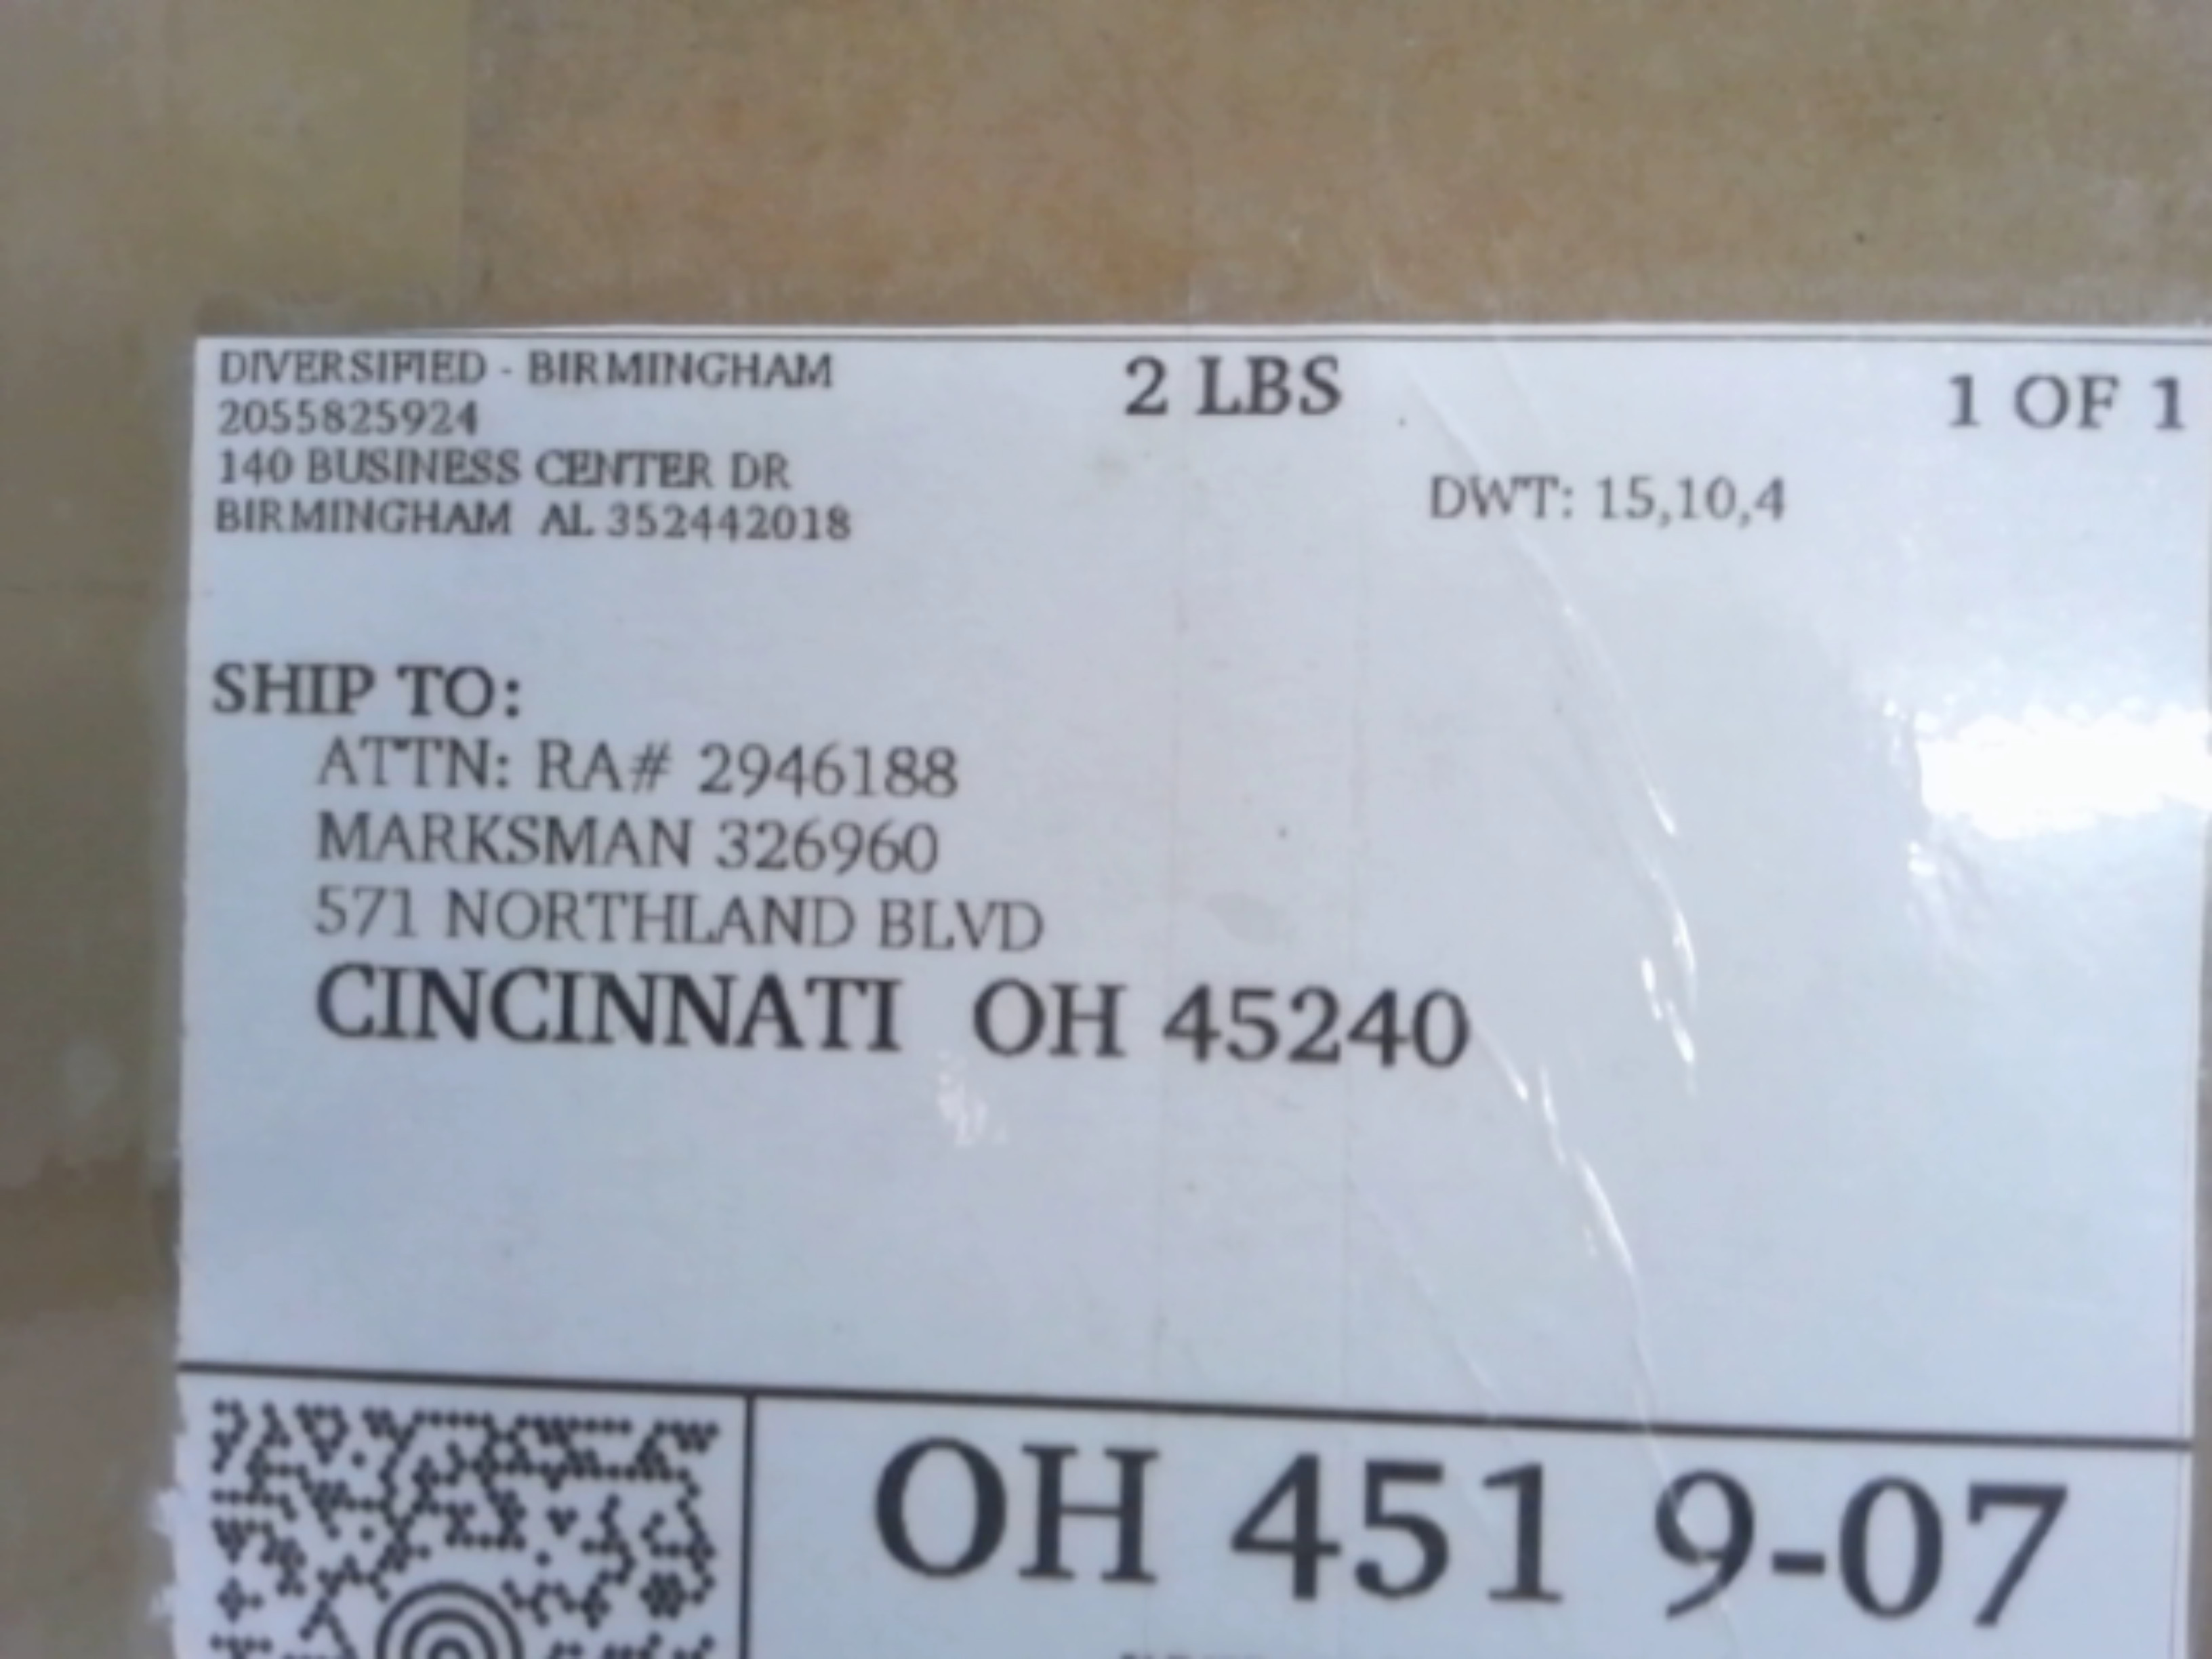 DIVERSIFIED - BIRMINGHAM
2055825924
140 BUSINESS CENTER DR
BIRMINGHAM AL 352442018
2 LBS
1 OF 1
DWT: 15,10,4
SHIP TO:
ATTN: RA# 2946188
MARKSMAN 326960
571 NORTHLAND BLVD
CINCINNATI OH 45240
OH 451 9-07